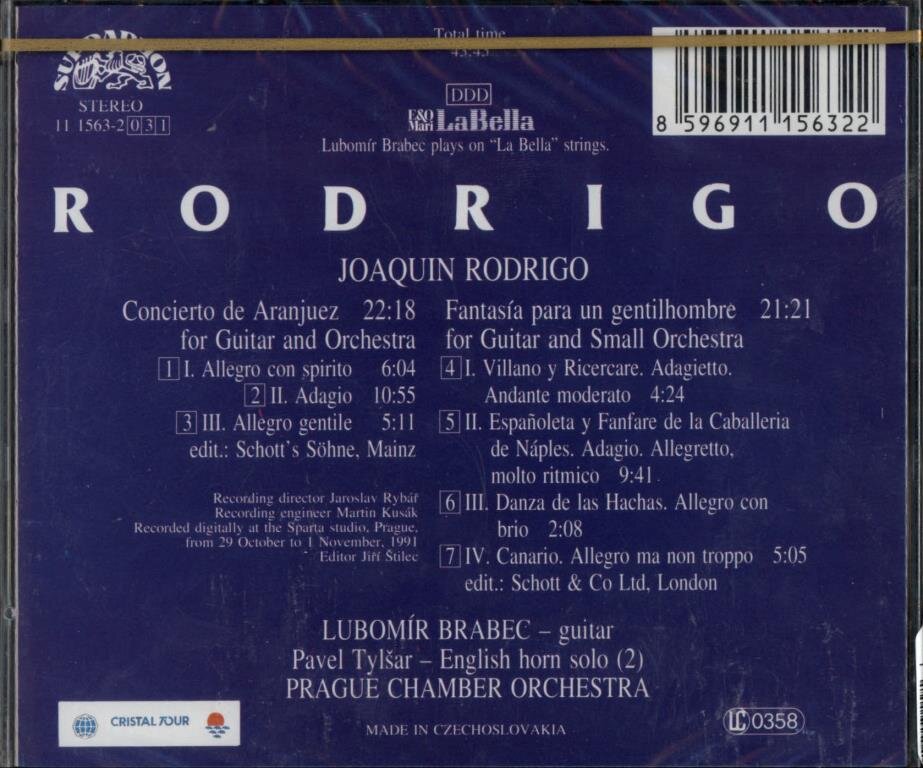 SUPRAPHON
STEREO
11 1563-2 031
Total time
43:43
DDD
E&O Mari LaBella
Lubomír Brabec plays on “La Bella” strings.
8 596911 156322
RODRIGO
JOAQUIN RODRIGO
Concierto de Aranjuez 22:18
for Guitar and Orchestra
1 I. Allegro con spirito 6:04
2 II. Adagio 10:55
3 III. Allegro gentile 5:11
edit.: Schott's Söhne, Mainz
Recording director Jaroslav Rybář
Recording engineer Martin Kusák
Recorded digitally at the Sparta studio, Prague,
from 29 October to 1 November, 1991
Editor Jiří Štilec
Fantasía para un gentilhombre 21:21
for Guitar and Small Orchestra
4 I. Villano y Ricercare. Adagietto.
Andante moderato 4:24
5 II. Españoleta y Fanfare de la Caballeria
de Náples. Adagio. Allegretto,
molto ritmico 9:41
6 III. Danza de las Hachas. Allegro con
brio 2:08
7 IV. Canario. Allegro ma non troppo 5:05
edit.: Schott & Co Ltd, London
LUBOMÍR BRABEC – guitar
Pavel Tylšar – English horn solo (2)
PRAGUE CHAMBER ORCHESTRA
CRISTAL TOUR
MADE IN CZECHOSLOVAKIA
LC 0358